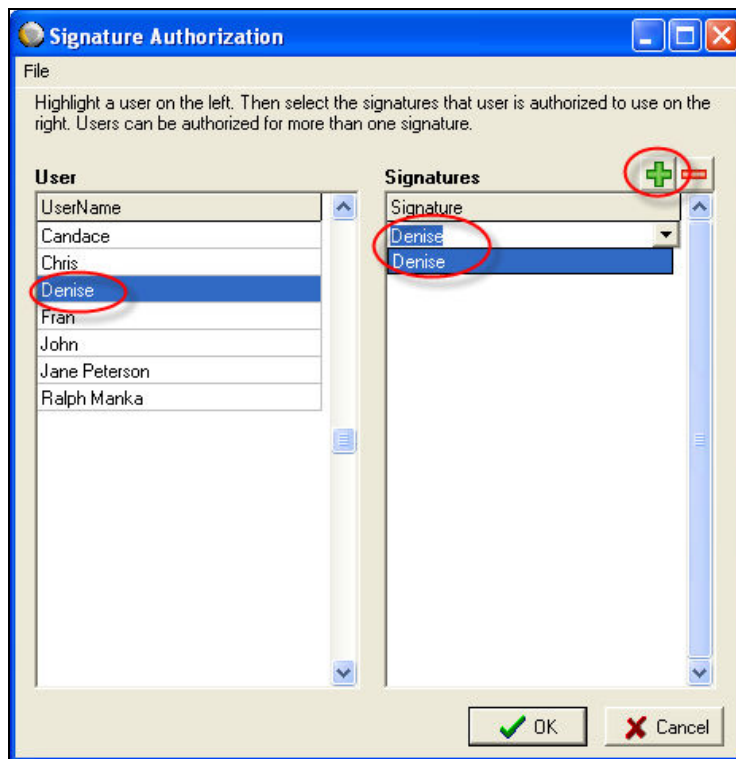 Signature Authorization
File
Highlight a user on the left. Then select the signatures that user is authorized to use on the
right. Users can be authorized for more than one signature.
User
UserName
Candace
Chris
Denise
Fran
John
Jane Peterson
Ralph Manka
Signatures
Signature
Denise
Denise
OK
Cancel